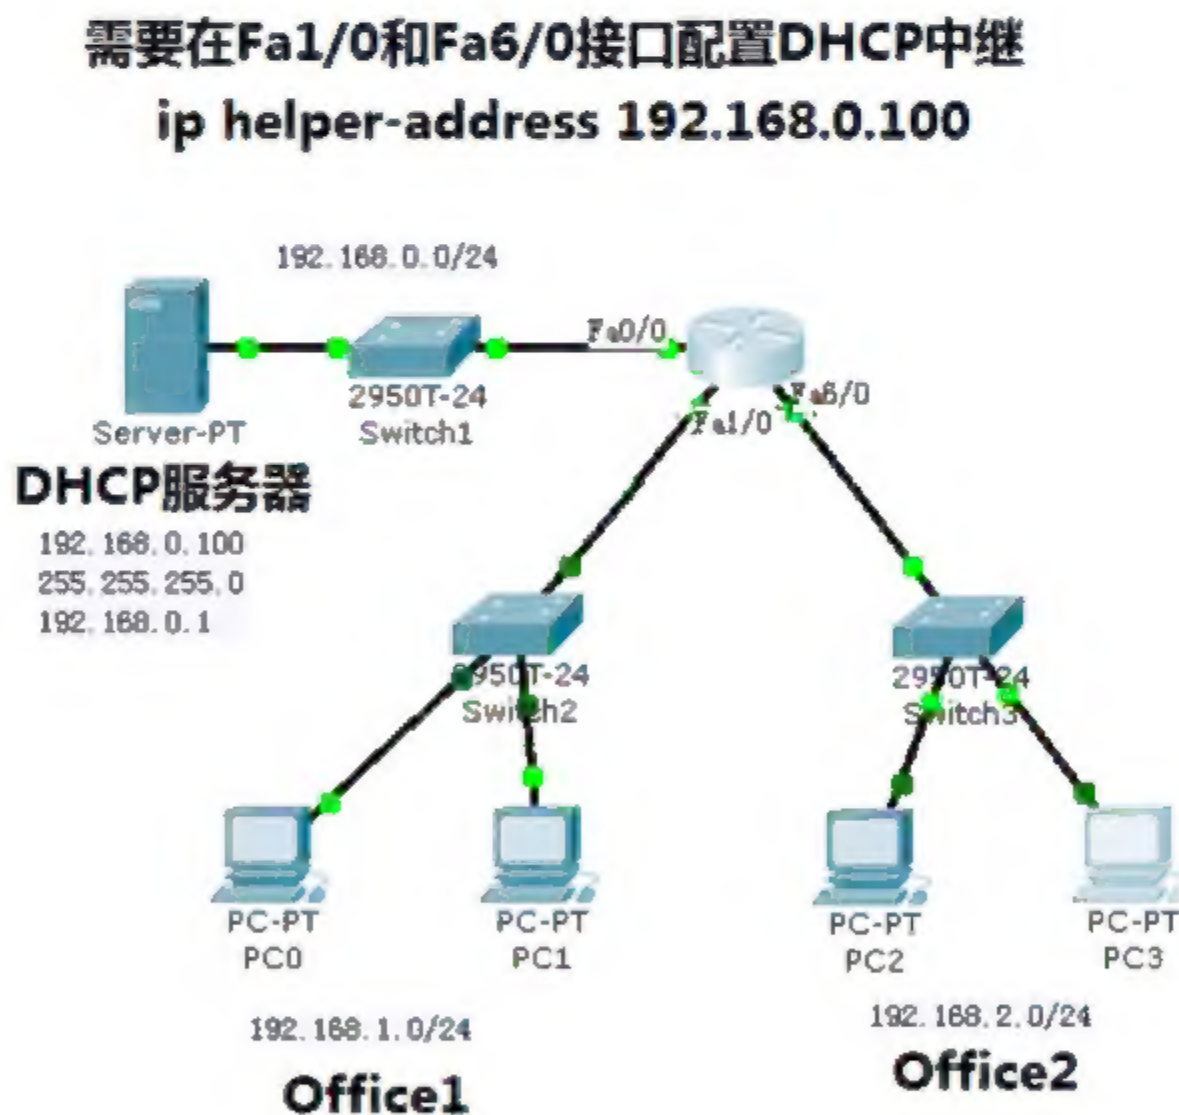 需要在Fa1/0和Fa6/0接口配置DHCP中继
ip helper-address 192.168.0.100
192.168.0.0/24
Fa0/0
Fa6/0
Fa1/0
2950T-24
Switch1
Server-PT
DHCP服务器
192.168.0.100
255.255.255.0
192.168.0.1
2950T-24
Switch2
2950T-24
Switch3
PC-PT
PC0
PC-PT
PC1
PC-PT
PC2
PC-PT
PC3
192.168.1.0/24
Office1
192.168.2.0/24
Office2